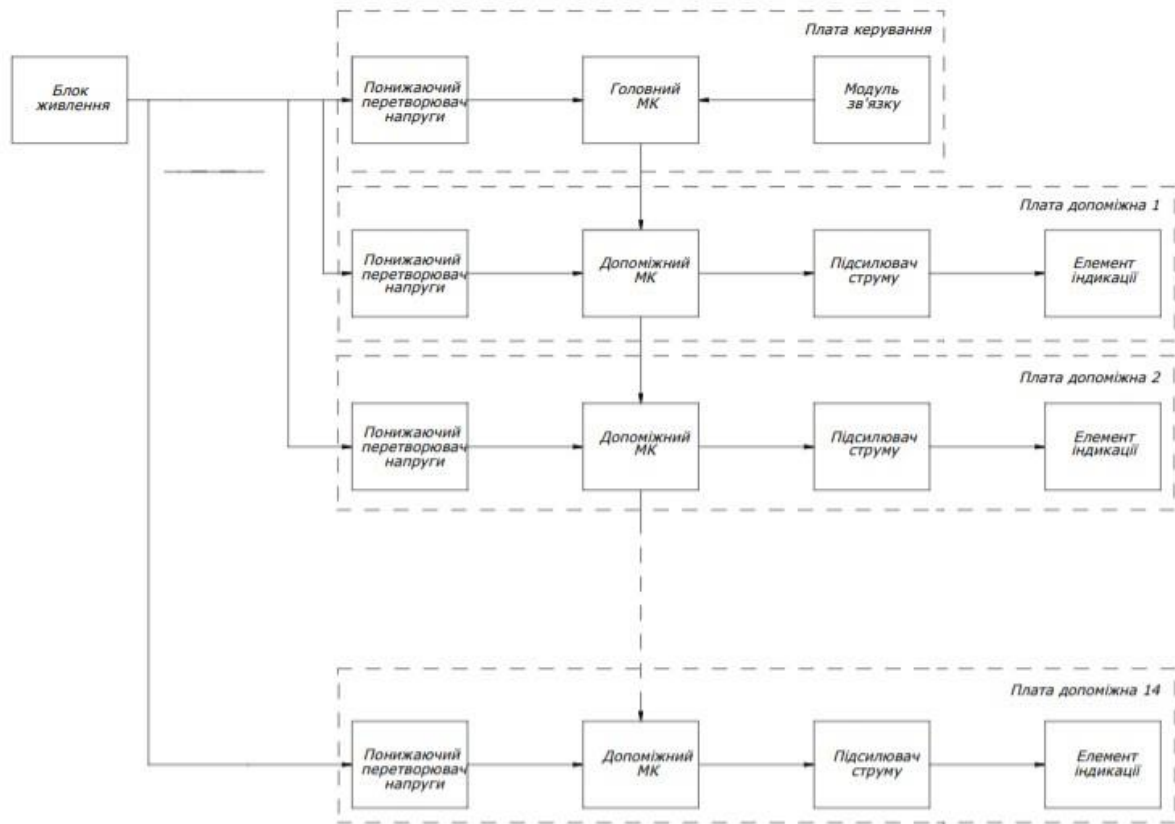 Плата керування
Блок
живлення
Понижаючий
перетворювач
напруги
Головний
МК
Модуль
зв'язку
Плата допоміжна 1
Понижаючий
перетворювач
напруги
Допоміжний
МК
Підсилювач
струму
Елемент
індикації
Плата допоміжна 2
Понижаючий
перетворювач
напруги
Допоміжний
МК
Підсилювач
струму
Елемент
індикації
Плата допоміжна 14
Понижаючий
перетворювач
напруги
Допоміжний
МК
Підсилювач
струму
Елемент
індикації